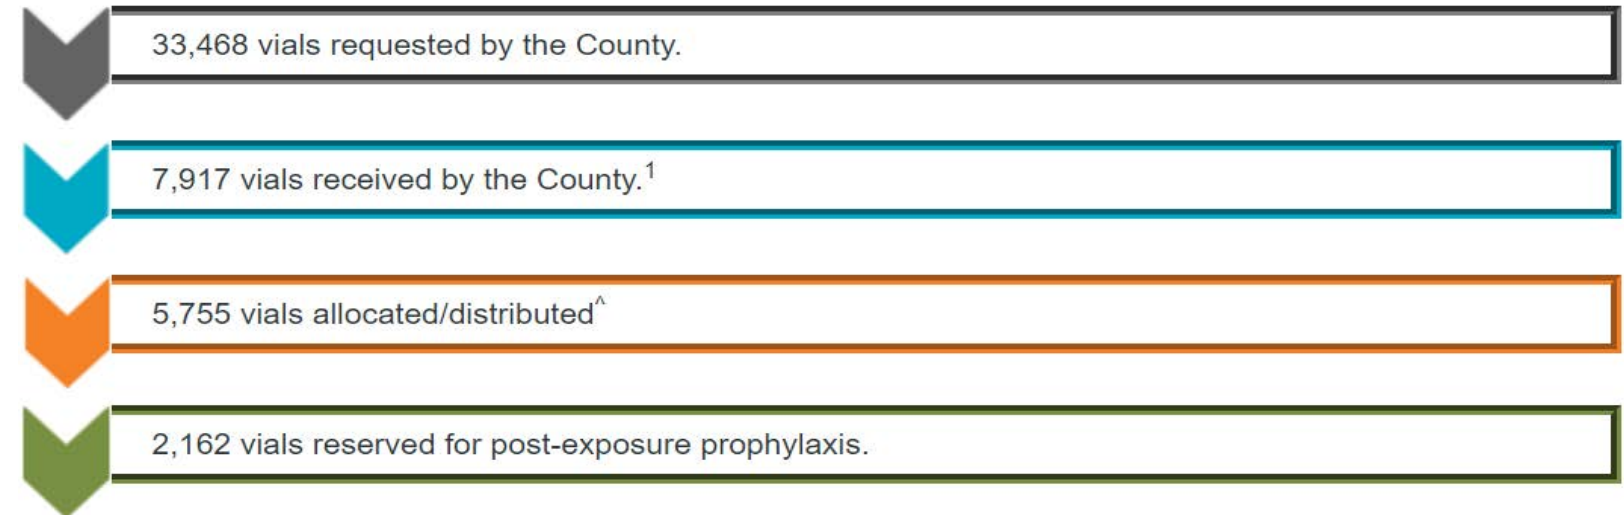 33,468 vials requested by the County.
7,917 vials received by the County.¹
5,755 vials allocated/distributed^
2,162 vials reserved for post-exposure prophylaxis.